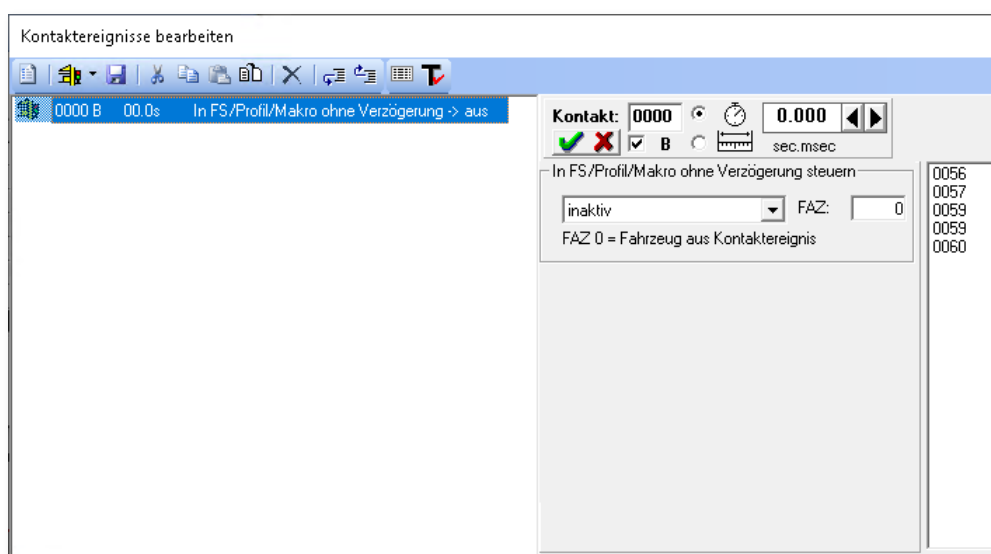 Kontaktereignisse bearbeiten
0000 B 00.0s In FS/Profil/Makro ohne Verzögerung -> aus
Kontakt: 0000 0.000
B sec.msec
In FS/Profil/Makro ohne Verzögerung steuern
inaktiv FAZ: 0
FAZ 0 = Fahrzeug aus Kontaktereignis
0056
0057
0059
0059
0060